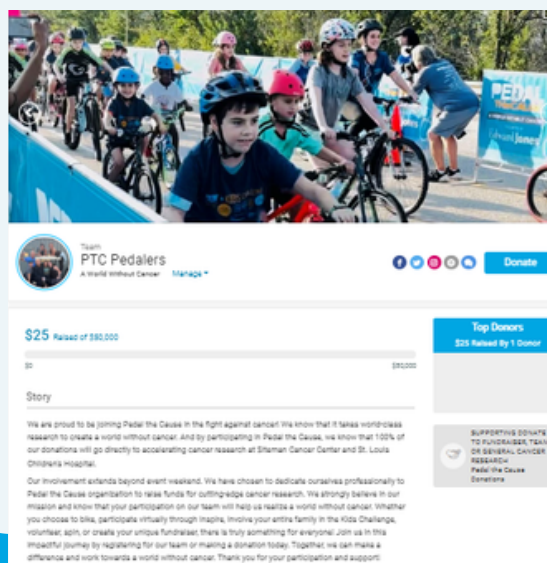 PEDAL
THE CAUSE
Edward Jones
Team
PTC Pedalers
A World Without Cancer Manage
Donate
$25 Raised of $50,000
$0 $50,000
Top Donors
$25 Raised By 1 Donor
Story
We are proud to be joining Pedal the Cause in the fight against cancer! We know that it takes world-class
research to create a world without cancer. And by participating in Pedal the Cause, we know that 100% of
our donations will go directly to accelerating cancer research at Siteman Cancer Center and St. Louis
Children's Hospital.
Our involvement extends beyond event weekend. We have chosen to dedicate ourselves professionally to
Pedal the Cause organization to raise funds for cutting-edge cancer research. We strongly believe in our
mission and know that your participation on our team will help us realize a world without cancer. Whether
you choose to bike, participate virtually through Inspire, involve your entire family in the Kids Challenge,
volunteer, spin, or create your unique fundraiser, there is truly something for everyone! Join us in this
impactful journey by registering for our team or making a donation today. Together, we can make a
difference and work towards a world without cancer. Thank you for your participation and support!
SUPPORTING DONATE
TO FUNDRAISER, TEAM
OR GENERAL CANCER
RESEARCH
Pedal the Cause
Donations